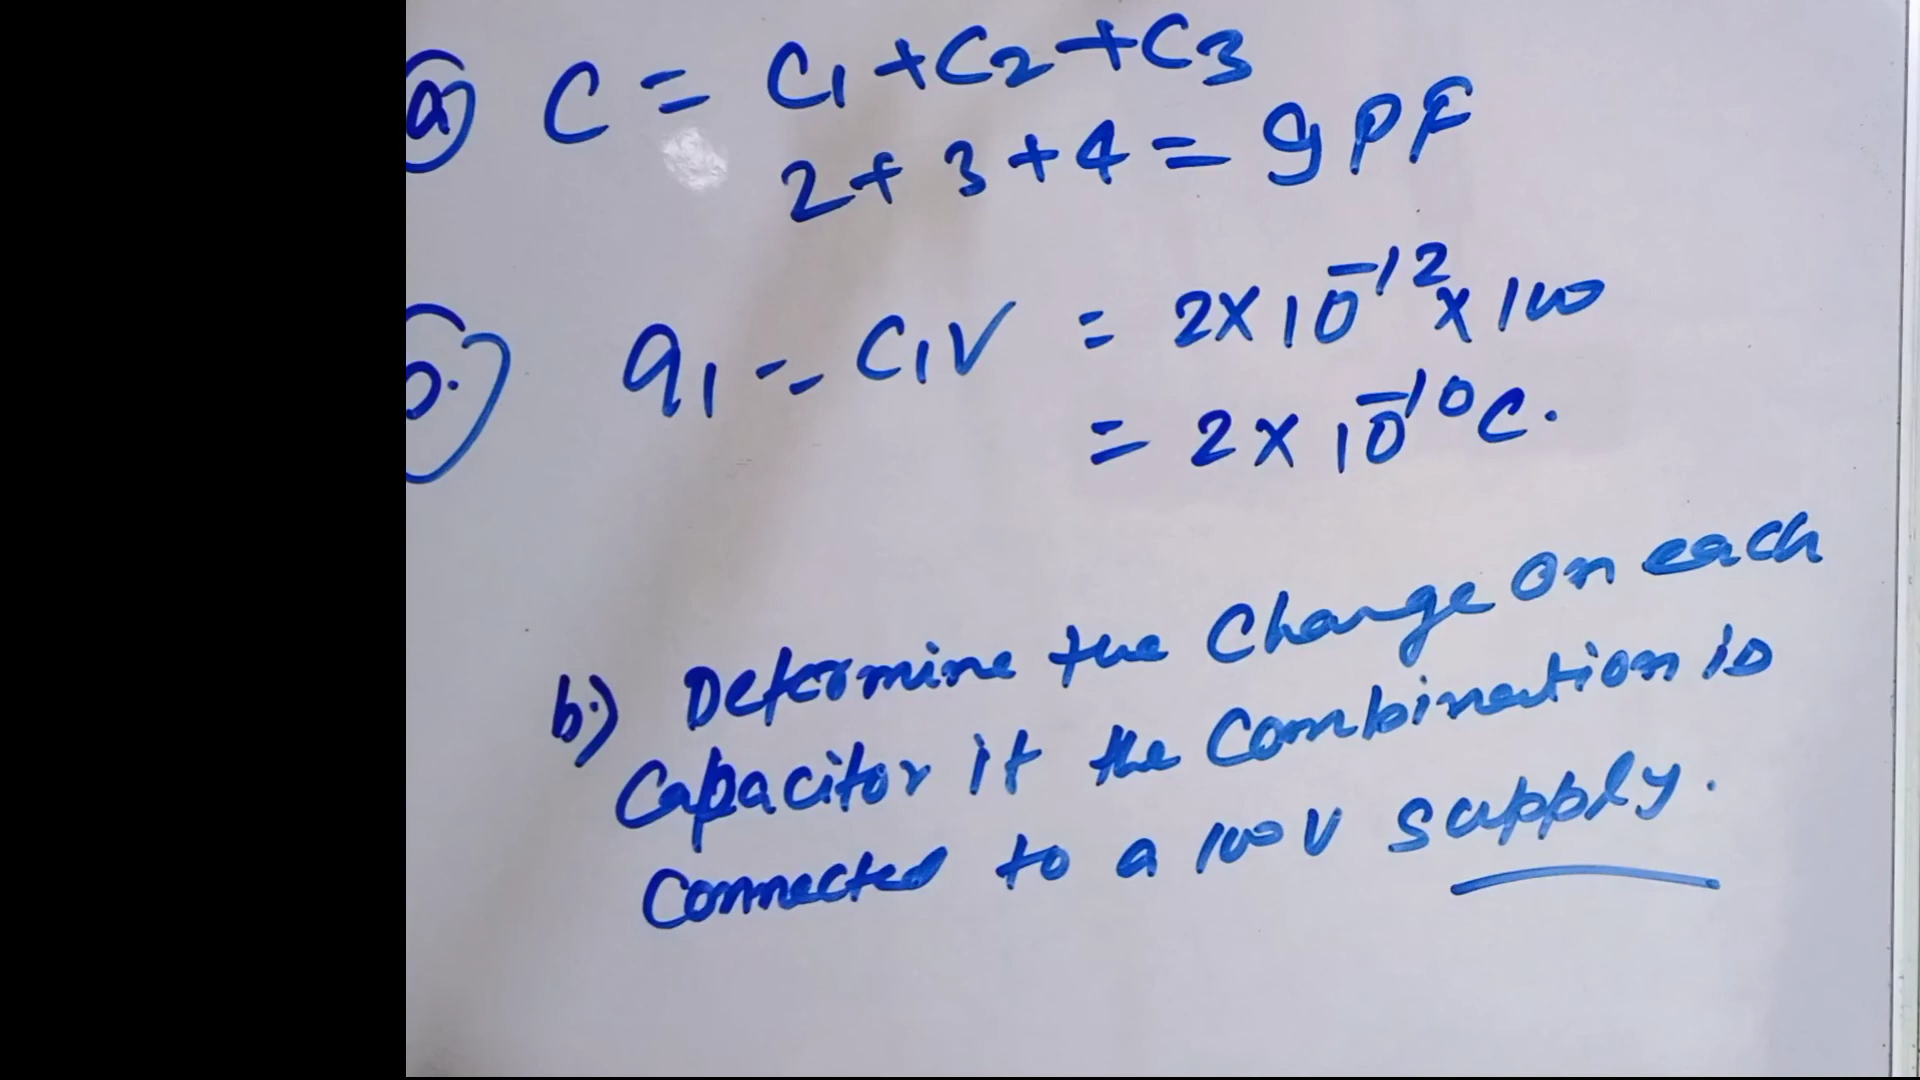 a) C = C1 + C2 + C3
2 + 3 + 4 = 9 PF
b.) q1 = C1V = 2 × 10^-12 × 100
= 2 × 10^-10 C.
b.) Determine the Charge on each
Capacitor if the Combination is
Connected to a 100 V supply.